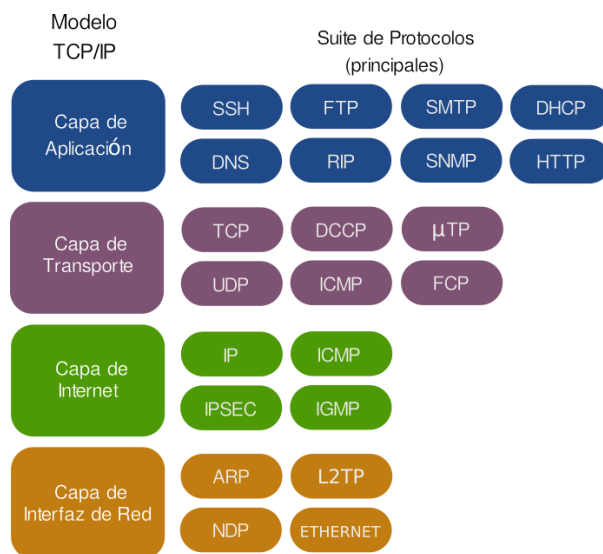 Modelo
TCP/IP
Suite de Protocolos
(principales)
Capa de
Aplicación
SSH FTP SMTP DHCP
DNS RIP SNMP HTTP
Capa de
Transporte
TCP DCCP µTP
UDP ICMP FCP
Capa de
Internet
IP ICMP
IPSEC IGMP
Capa de
Interfaz de Red
ARP L2TP
NDP ETHERNET